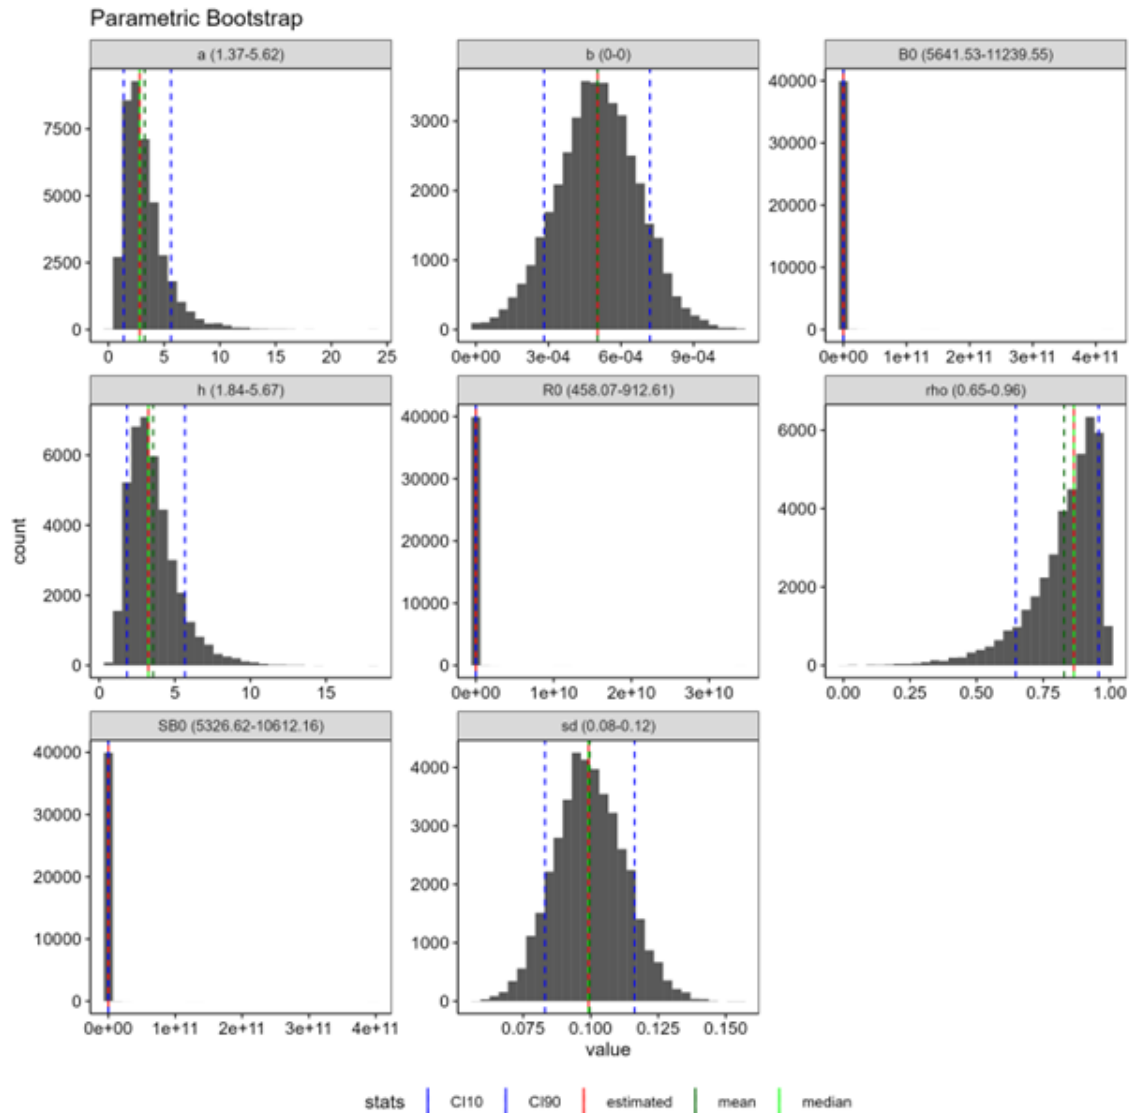 Parametric Bootstrap
a (1.37-5.62)
b (0-0)
B0 (5641.53-11239.55)
7500
5000
2500
0
3000
2000
1000
0
40000
30000
20000
10000
0
0
5
10
15
20
25
0e+00
3e-04
6e-04
9e-04
0e+00
1e+11
2e+11
3e+11
4e+11
h (1.84-5.67)
R0 (458.07-912.61)
rho (0.65-0.96)
count
6000
4000
2000
0
40000
30000
20000
10000
0
6000
4000
2000
0
0
5
10
15
0e+00
1e+10
2e+10
3e+10
0.00
0.25
0.50
0.75
1.00
SB0 (5326.62-10612.16)
sd (0.08-0.12)
40000
30000
20000
10000
0
4000
3000
2000
1000
0
0e+00
1e+11
2e+11
3e+11
4e+11
0.075
0.100
0.125
0.150
value
stats CI10 CI90 estimated mean median